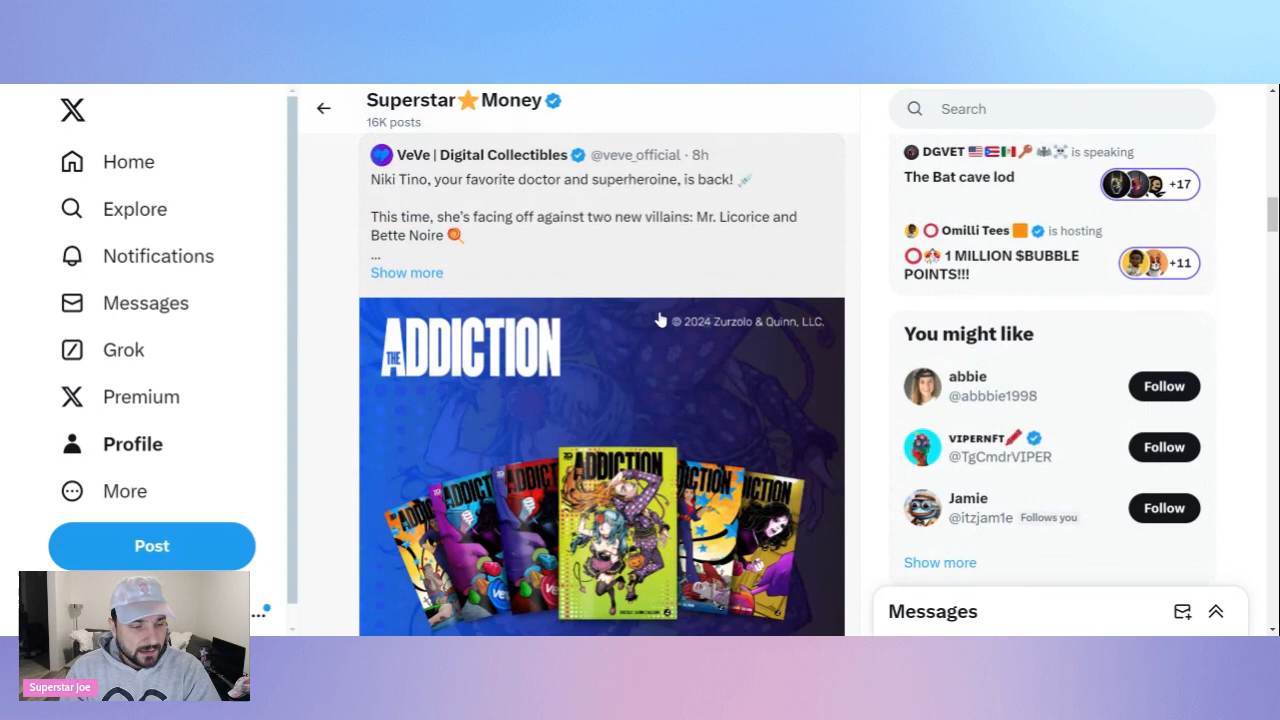 Home
Explore
Notifications
Messages
Grok
Premium
Profile
More
Post
Superstar Joe
Superstar⭐Money
16K posts
VeVe | Digital Collectibles @veve_official · 8h
Niki Tino, your favorite doctor and superheroine, is back! 💉
This time, she's facing off against two new villains: Mr. Licorice and
Bette Noire 🍭
...
Show more
© 2024 Zurzolo & Quinn, LLC.
THE ADDICTION
ADDICTION
Search
DGVET 🇺🇸🇵🇷🇲🇽 is speaking
The Bat cave lod
+17
⭕ Omilli Tees 🟧 is hosting
⭕ 1 MILLION $BUBBLE
POINTS!!!
+11
You might like
abbie
@abbbie1998
Follow
VIPERNFT
@TgCmdrVIPER
Follow
Jamie
@itzjam1e Follows you
Follow
Show more
Messages